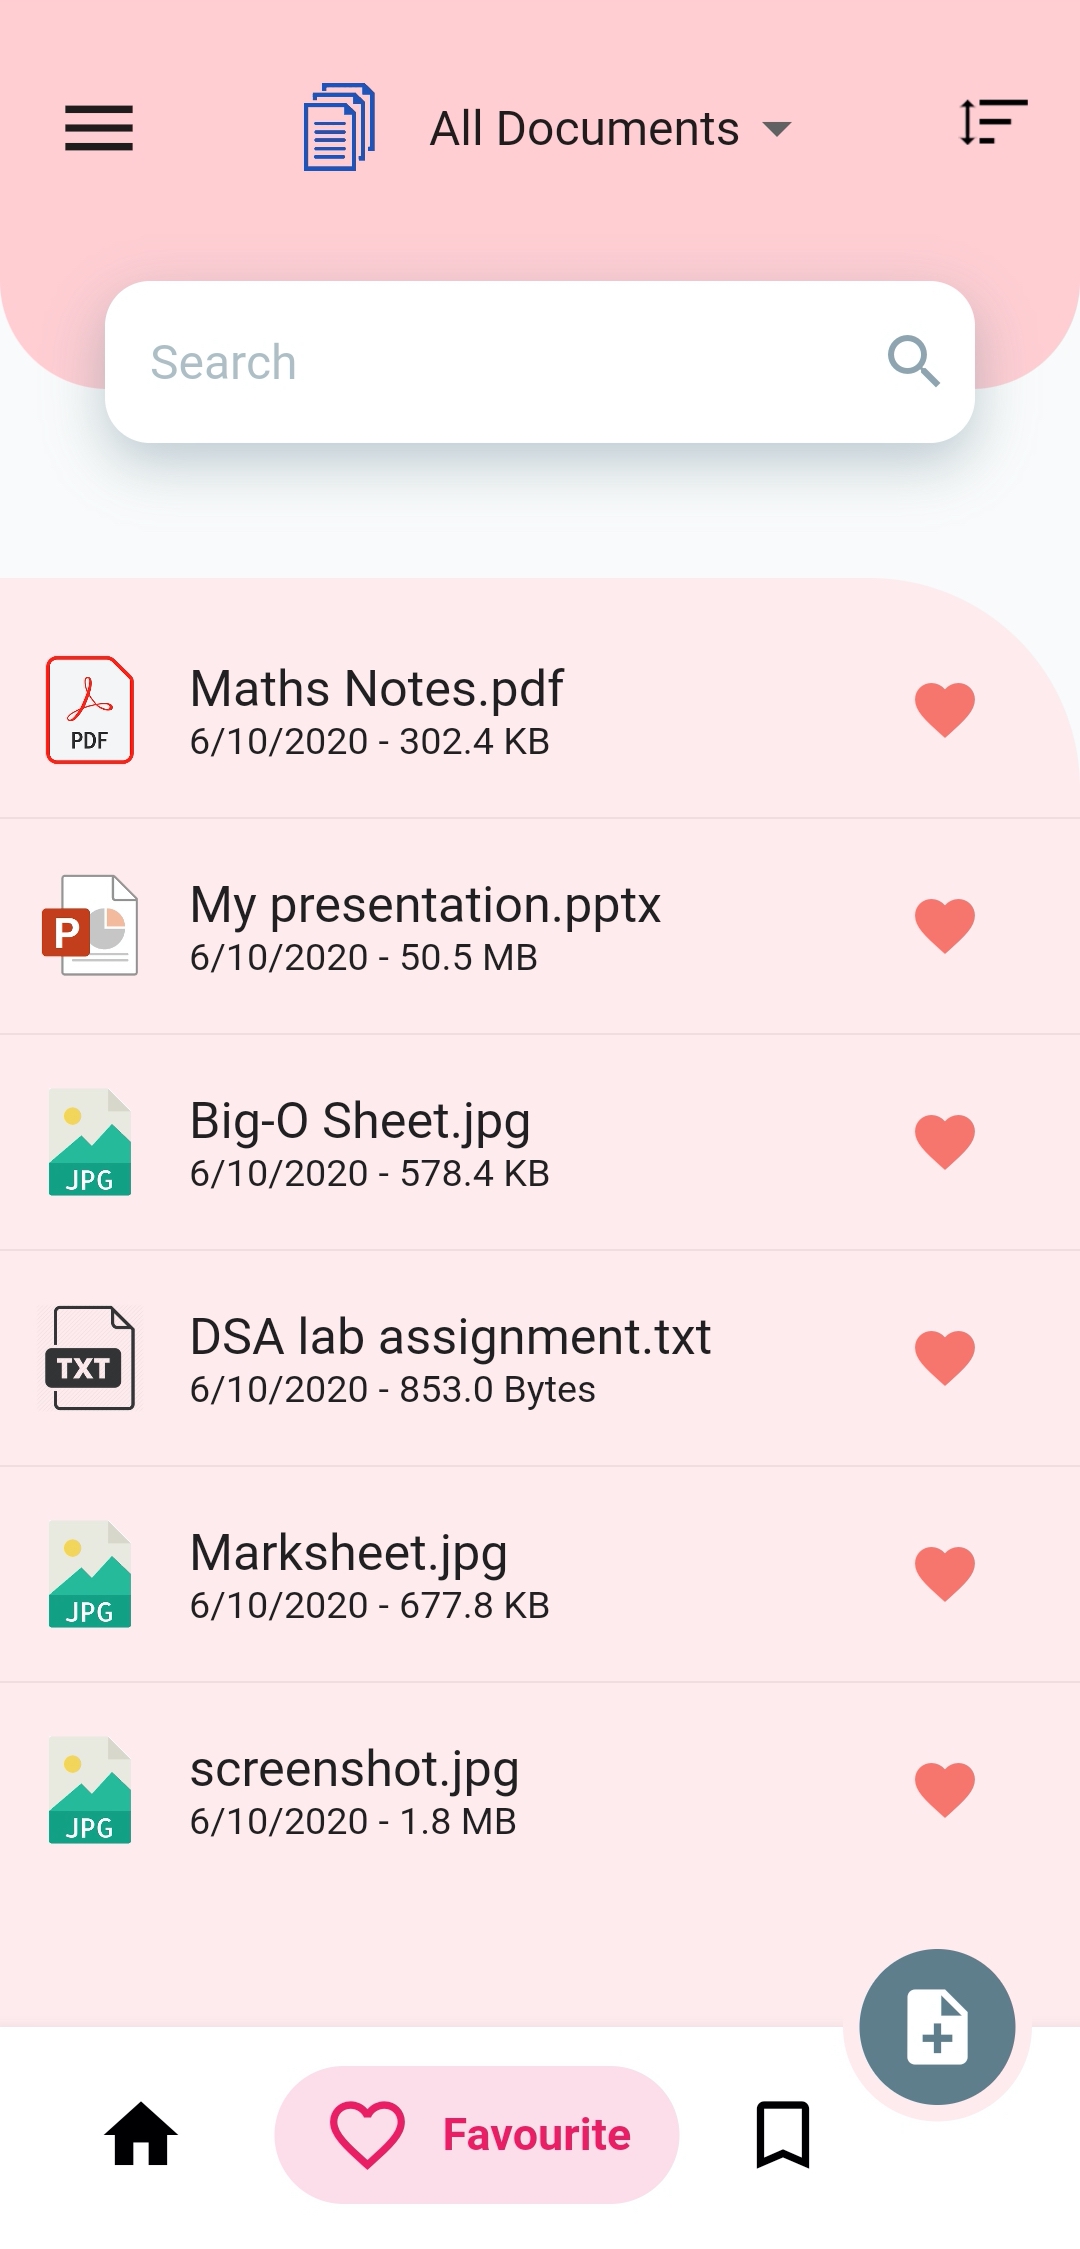 All Documents
Search
PDF
Maths Notes.pdf
6/10/2020 - 302.4 KB
P
My presentation.pptx
6/10/2020 - 50.5 MB
JPG
Big-O Sheet.jpg
6/10/2020 - 578.4 KB
TXT
DSA lab assignment.txt
6/10/2020 - 853.0 Bytes
JPG
Marksheet.jpg
6/10/2020 - 677.8 KB
JPG
screenshot.jpg
6/10/2020 - 1.8 MB
Favourite